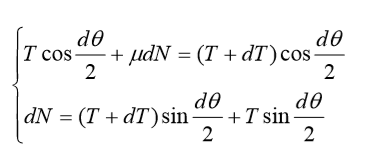 T cos dθ/2 + μdN = (T + dT) cos dθ/2
dN = (T + dT) sin dθ/2 + T sin dθ/2